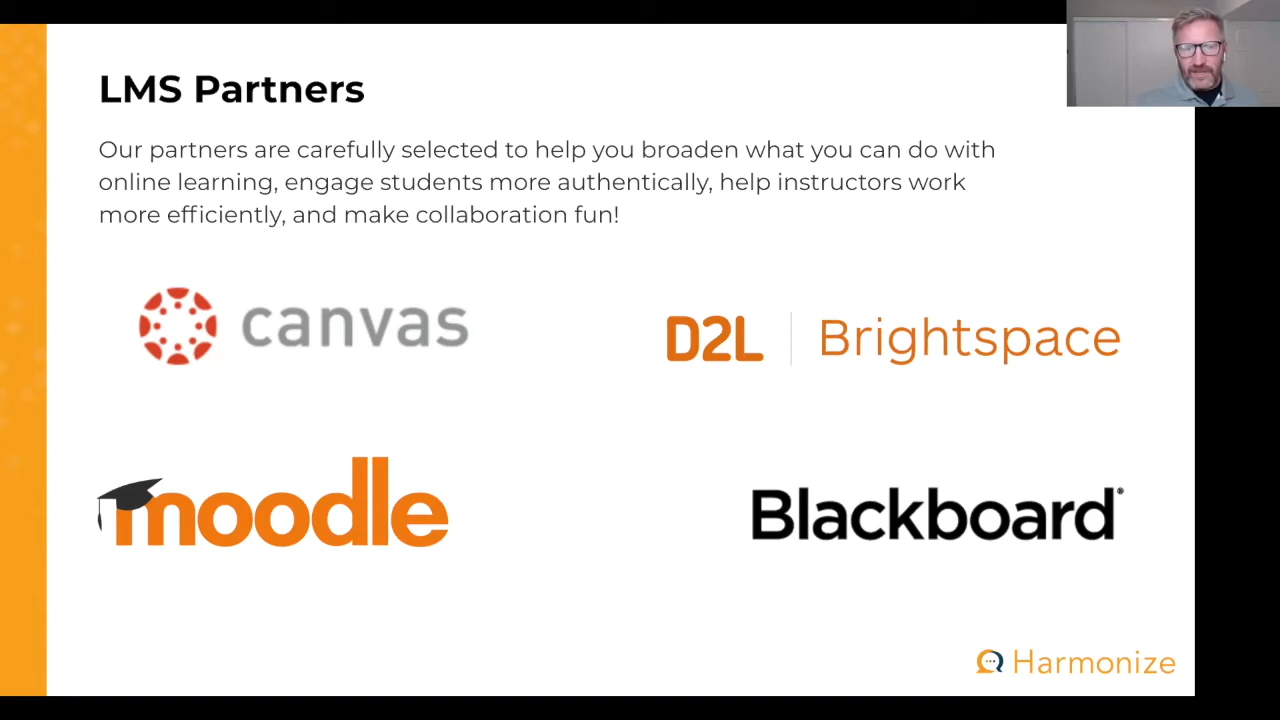 LMS Partners
Our partners are carefully selected to help you broaden what you can do with
online learning, engage students more authentically, help instructors work
more efficiently, and make collaboration fun!
canvas
D2L | Brightspace
moodle
Blackboard®
Harmonize